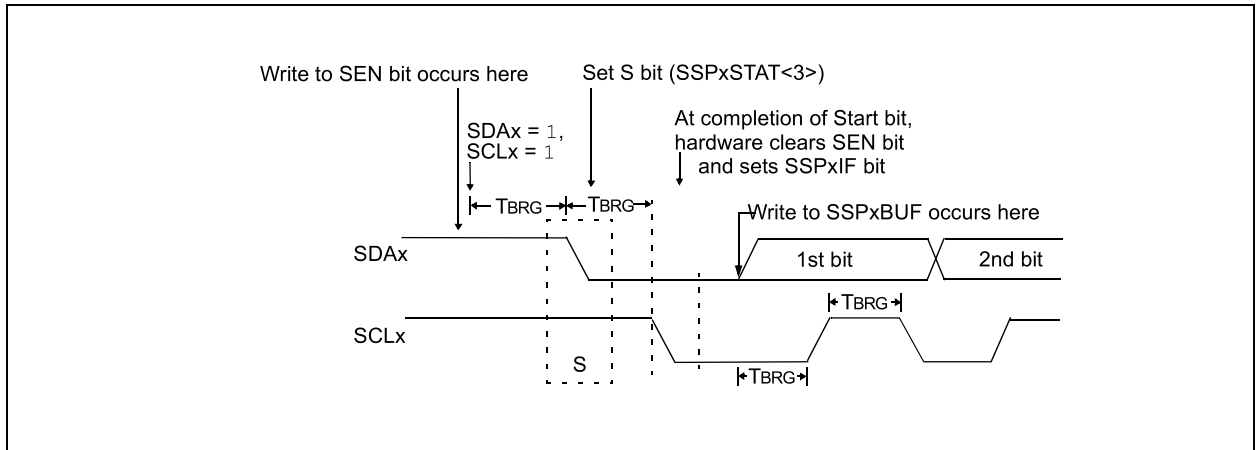 Write to SEN bit occurs here
Set S bit (SSPxSTAT<3>)
SDAx = 1,
SCLx = 1
At completion of Start bit,
hardware clears SEN bit
and sets SSPxIF bit
TBRG
TBRG
Write to SSPxBUF occurs here
SDAx
1st bit
2nd bit
TBRG
SCLx
S
TBRG